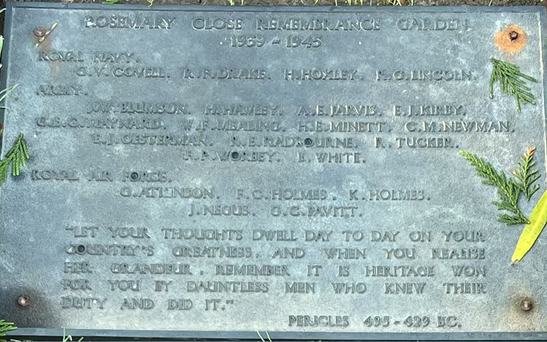 ROSEMARY CLOSE REMEMBRANCE GARDEN
1939 - 1945
ROYAL NAVY.
G.V. COVELL. R.F. DRAKE. H. HOXLEY. K.G. LINCOLN.
ARMY.
J.W. BLUMSON. H. HAWLEY. A.E. JARVIS. E.J. KIRBY.
G.E.G. MAYNARD. W.F. MEALING. H.E. MINETT. C.M. NEWMAN.
E.J. OSTERMAN. R.E. RADBOURNE. R. TUCKER.
F.P. WORBEY. E. WHITE.
ROYAL AIR FORCE.
G. ATKINSON. F.G. HOLMES. K. HOLMES.
J. NEGUS. G.C. PAVITT.
"LET YOUR THOUGHTS DWELL DAY TO DAY ON YOUR
COUNTRY'S GREATNESS. AND WHEN YOU REALISE
HER GRANDEUR, REMEMBER IT IS HERITAGE WON
FOR YOU BY DAUNTLESS MEN WHO KNEW THEIR
DUTY AND DID IT."
PERICLES 495 - 429 BC.